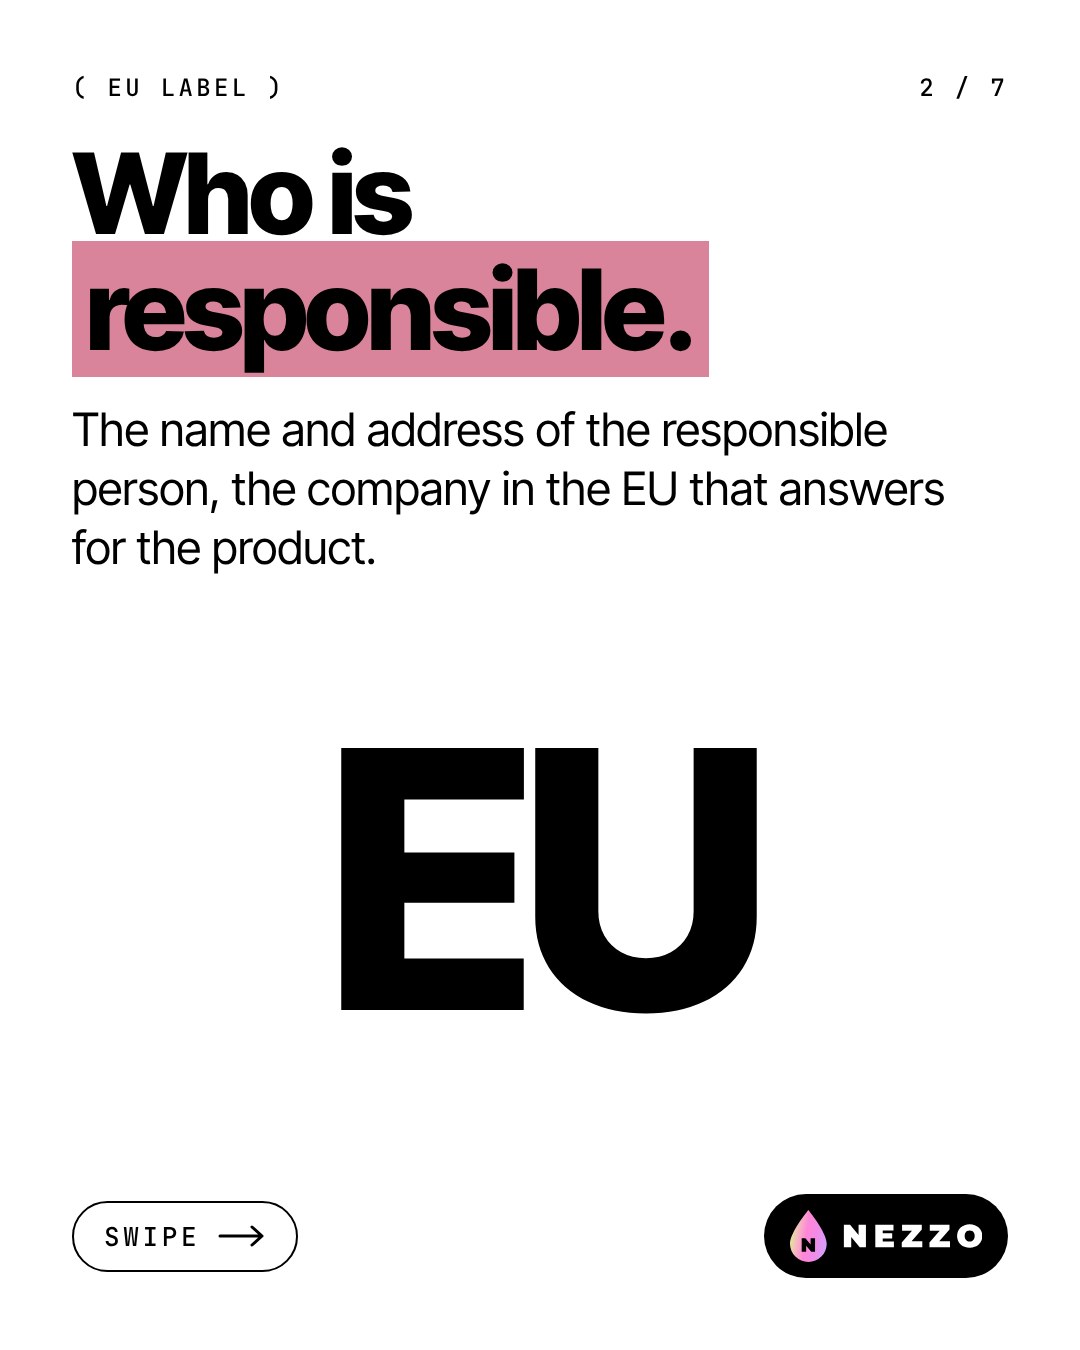 ( EU LABEL )
2 / 7
Who is
responsible.
The name and address of the responsible
person, the company in the EU that answers
for the product.
EU
SWIPE →
N NEZZO